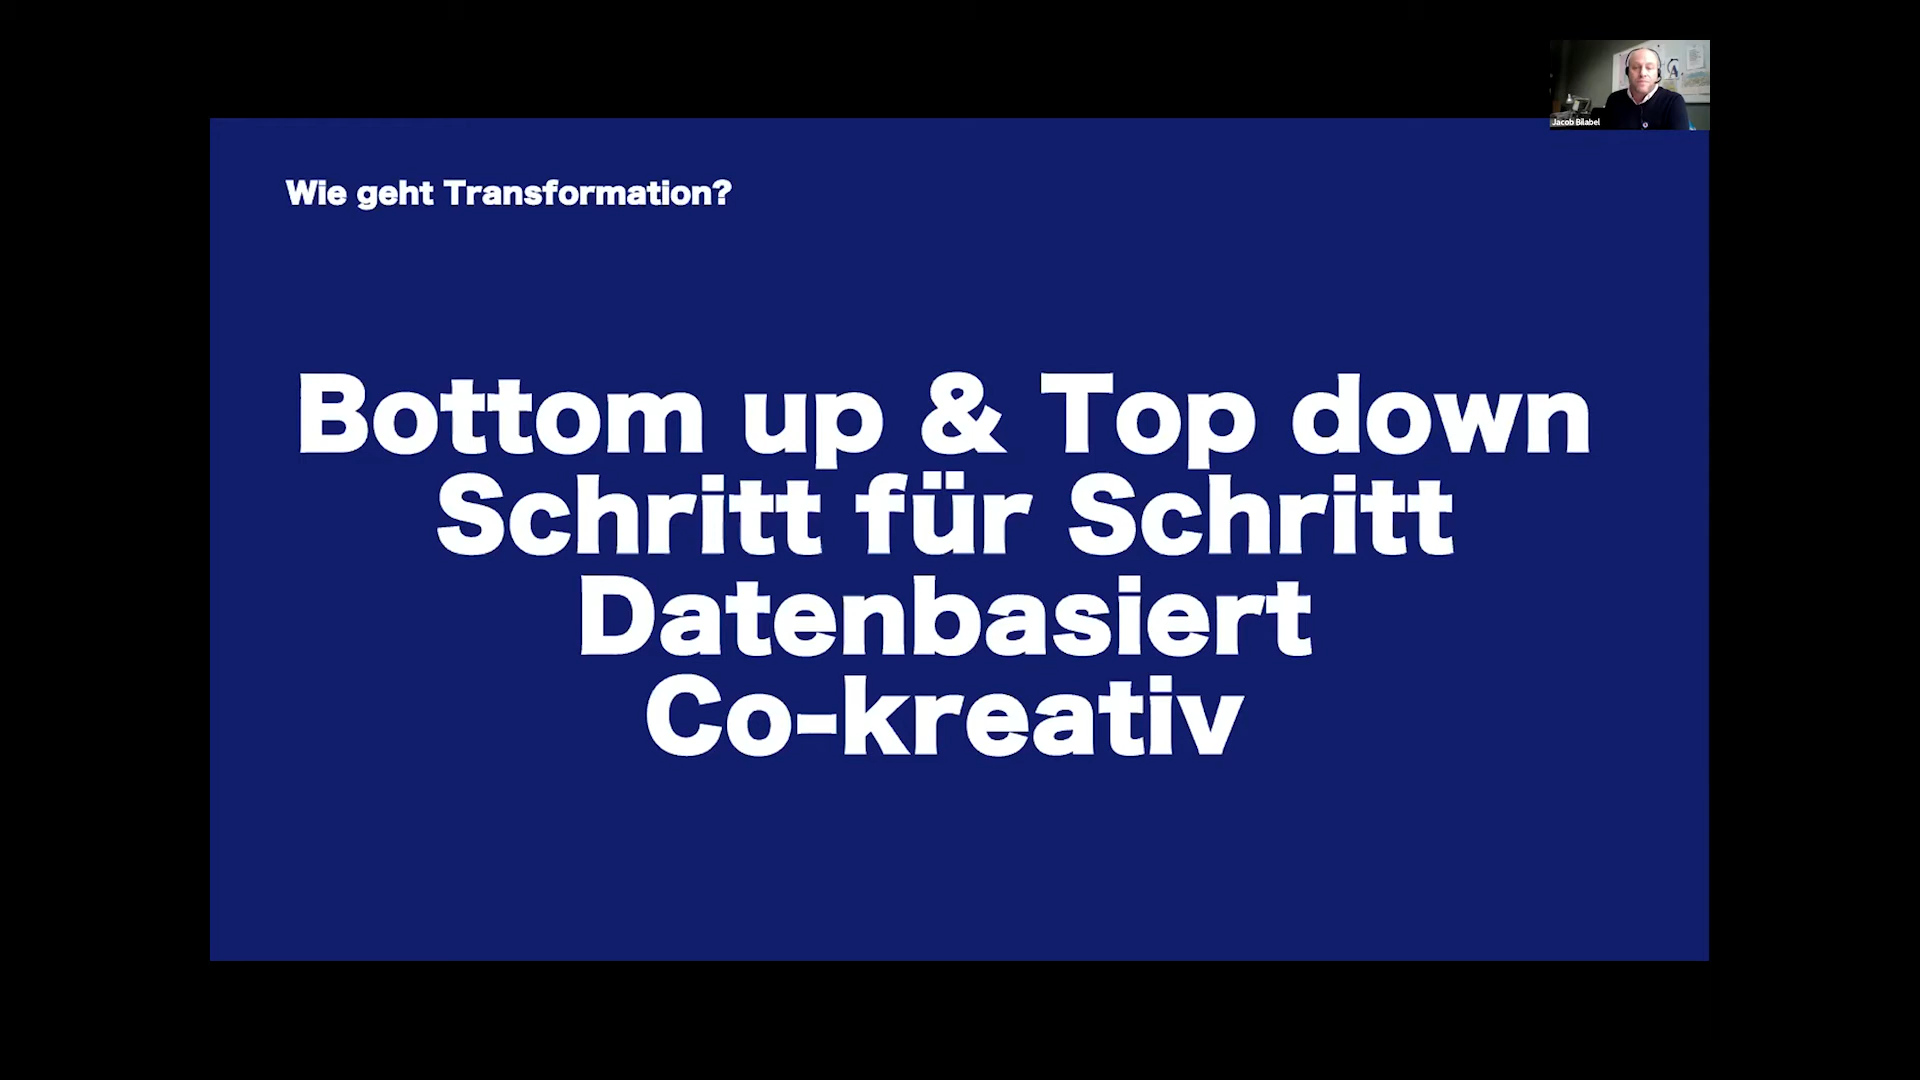 Jacob Bilabel
Wie geht Transformation?
Bottom up & Top down
Schritt für Schritt
Datenbasiert
Co-kreativ